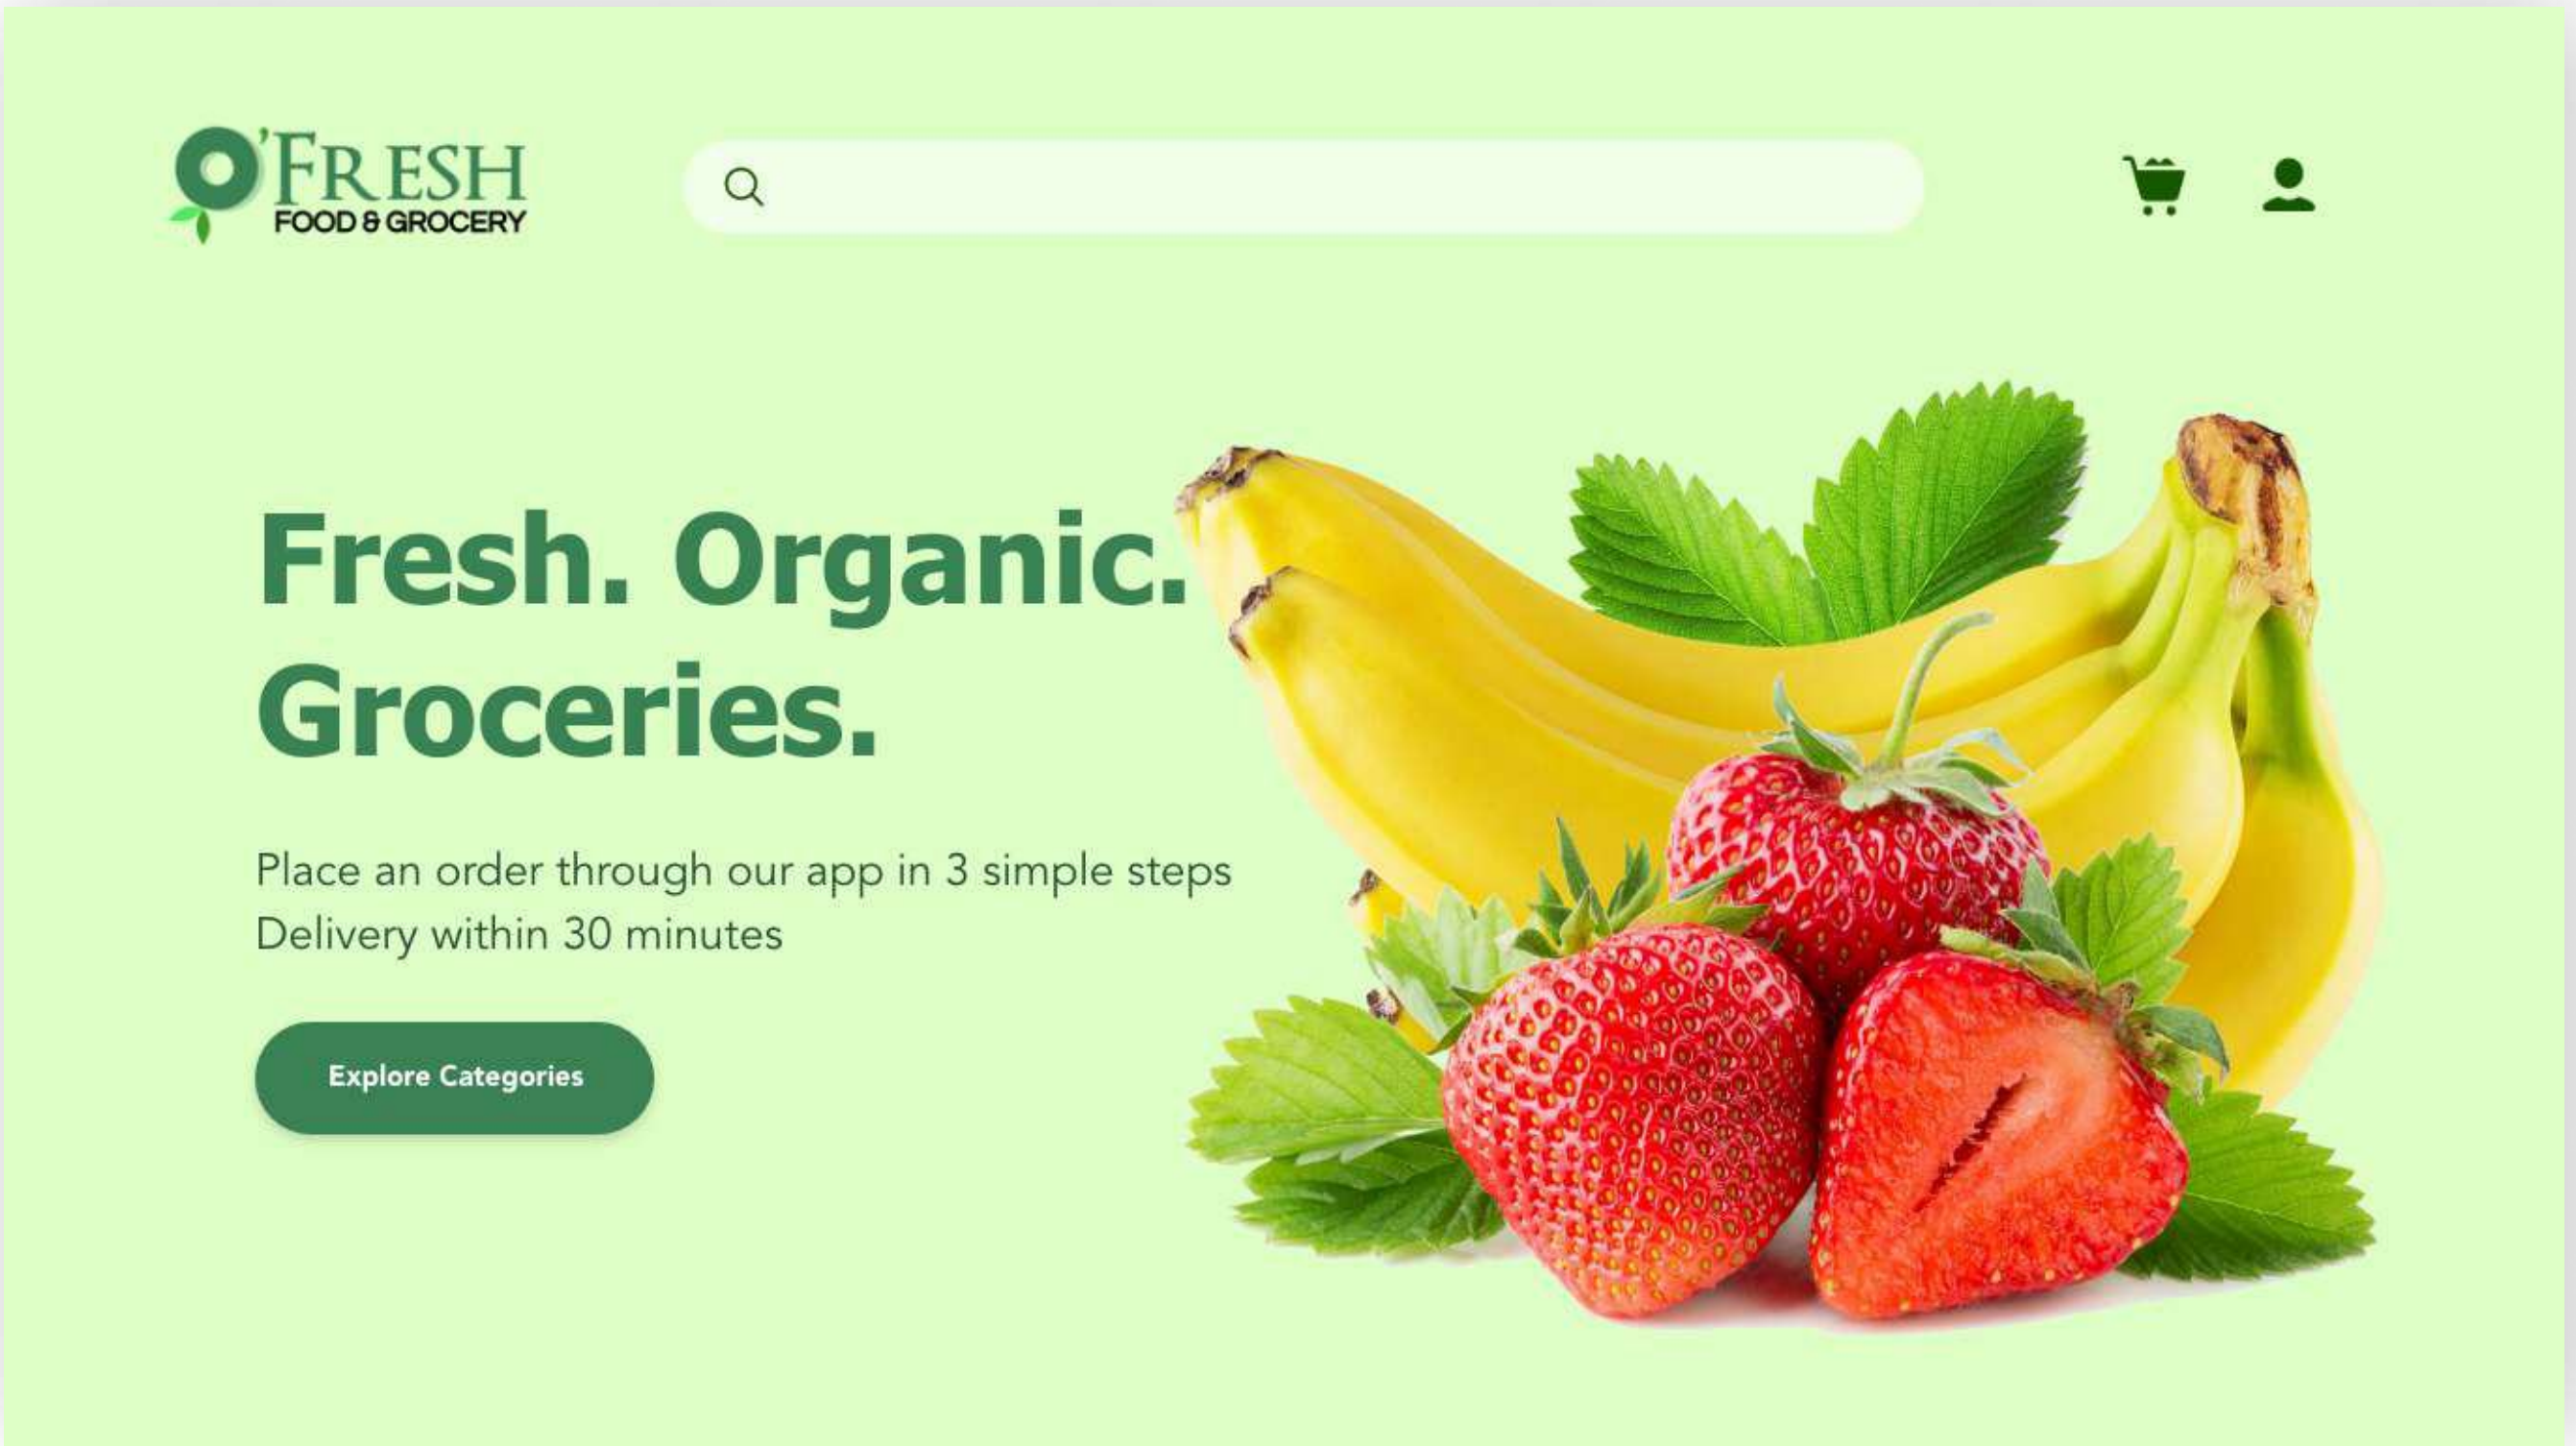 O'FRESH
FOOD & GROCERY
Fresh. Organic.
Groceries.
Place an order through our app in 3 simple steps
Delivery within 30 minutes
Explore Categories